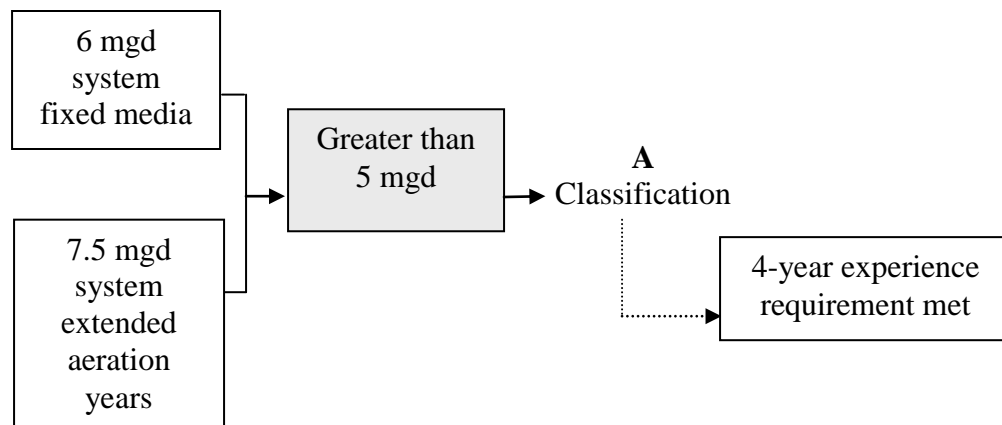 6 mgd
system
fixed media
7.5 mgd
system
extended
aeration
years
Greater than
5 mgd
A
Classification
4-year experience
requirement met